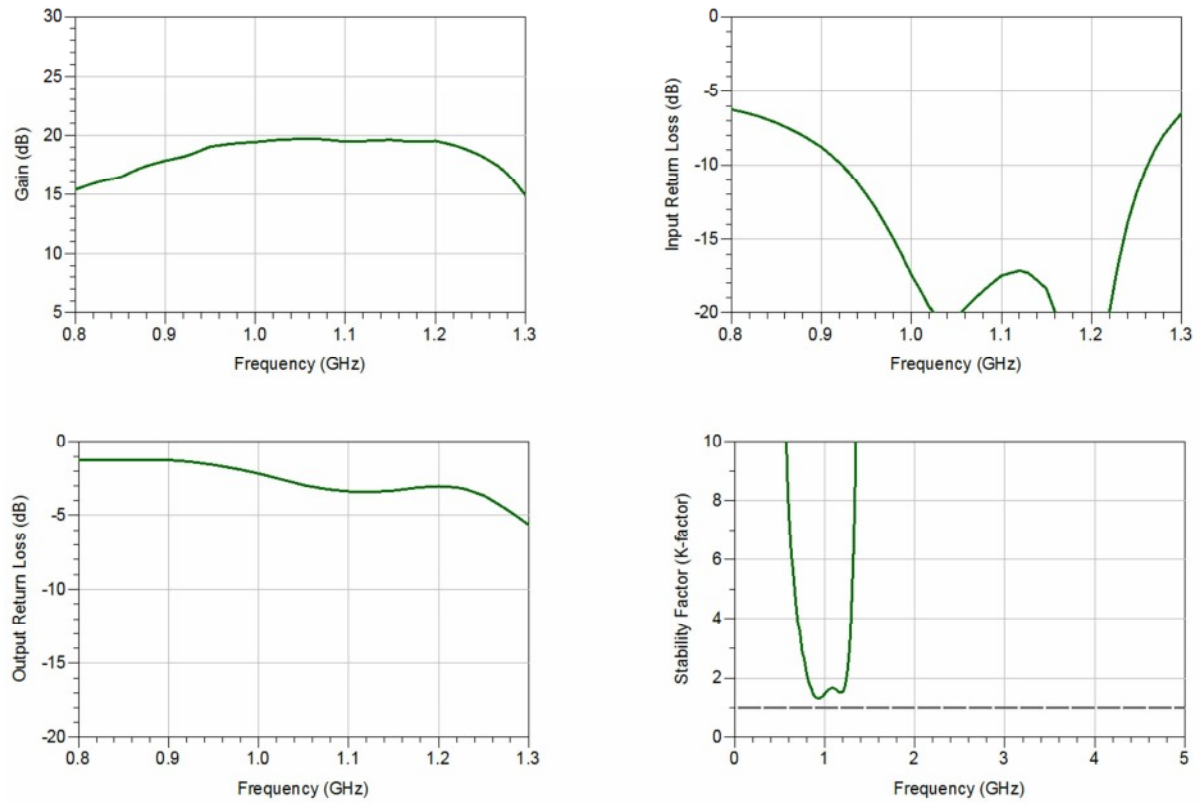 30
25
20
15
10
5
Gain (dB)
0.8 0.9 1.0 1.1 1.2 1.3
Frequency (GHz)
0
-5
-10
-15
-20
Input Return Loss (dB)
0.8 0.9 1.0 1.1 1.2 1.3
Frequency (GHz)
0
-5
-10
-15
-20
Output Return Loss (dB)
0.8 0.9 1.0 1.1 1.2 1.3
Frequency (GHz)
10
8
6
4
2
0
Stability Factor (K-factor)
0 1 2 3 4 5
Frequency (GHz)